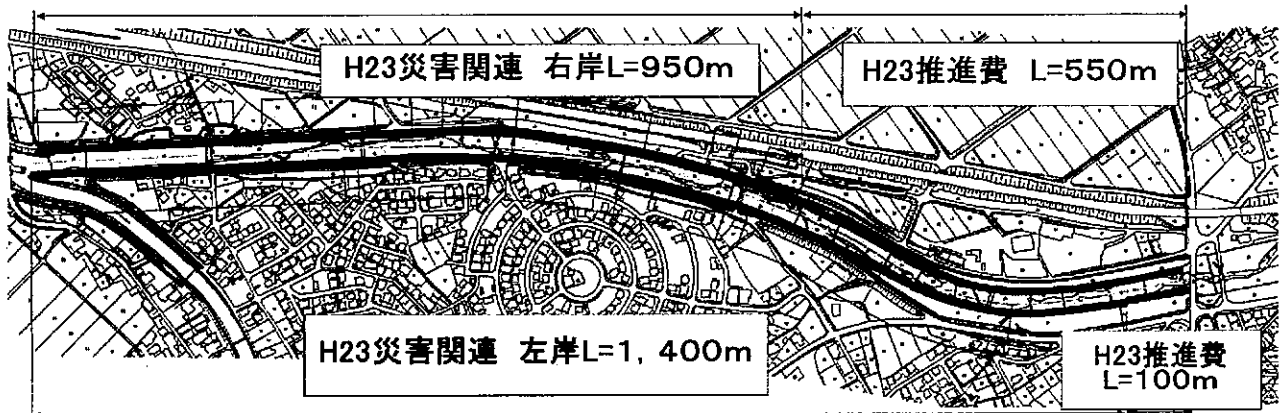 H23災害関連 右岸L=950m
H23推進費 L=550m
H23災害関連 左岸L=1, 400m
H23推進費
L=100m